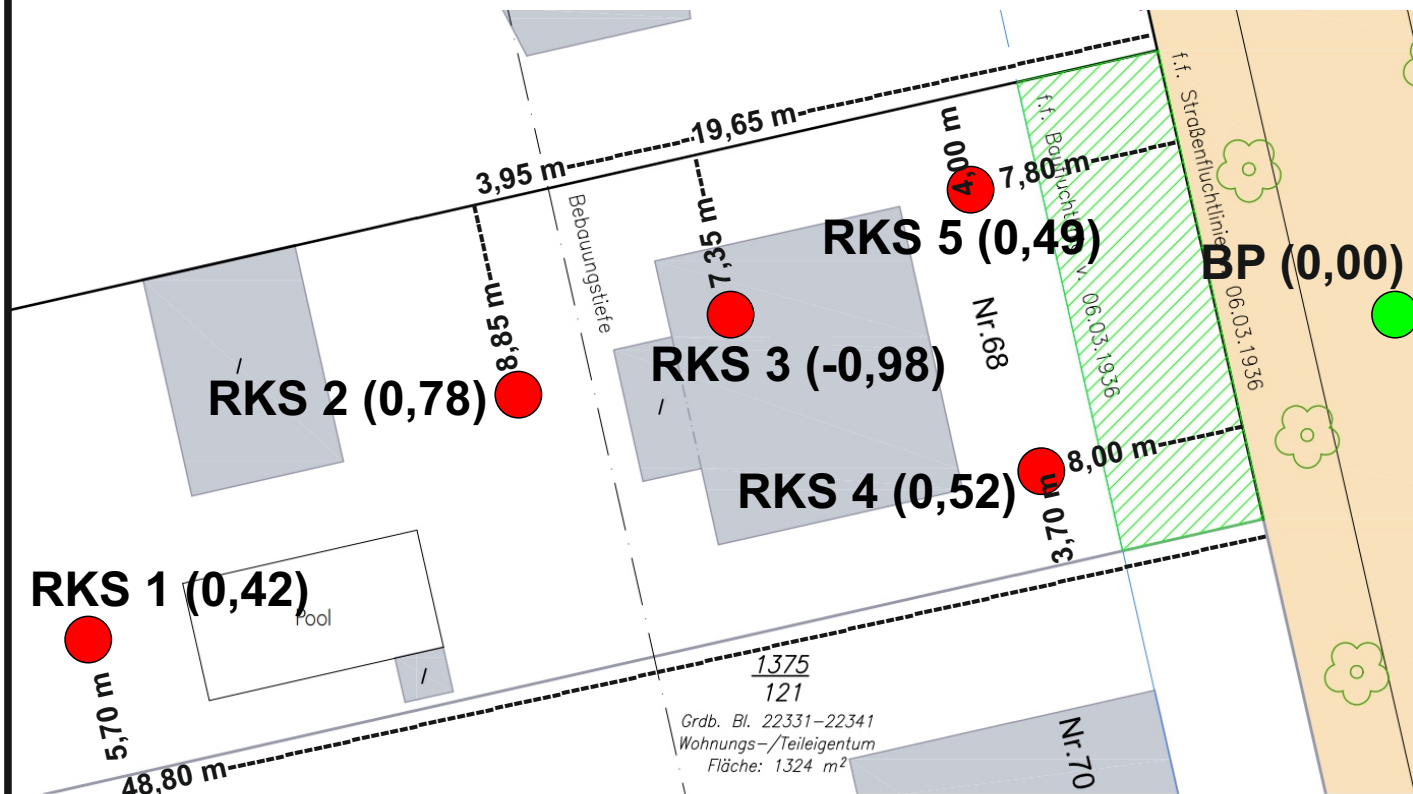 19,65 m
3,95 m
4,00 m
7,80 m
f.f. Straßenfluchtlinie 06.03.1936
f.f. v. 06.03.1936
Bebauungstiefe
7,35 m
8,85 m
RKS 5 (0,49)
BP (0,00)
Nr.68
RKS 3 (-0,98)
RKS 2 (0,78)
8,00 m
RKS 4 (0,52)
3,70 m
RKS 1 (0,42)
Pool
5,70 m
48,80 m
1375
121
Grdb. Bl. 22331-22341
Wohnungs-/Teileigentum
Fläche: 1324 m²
Nr.70